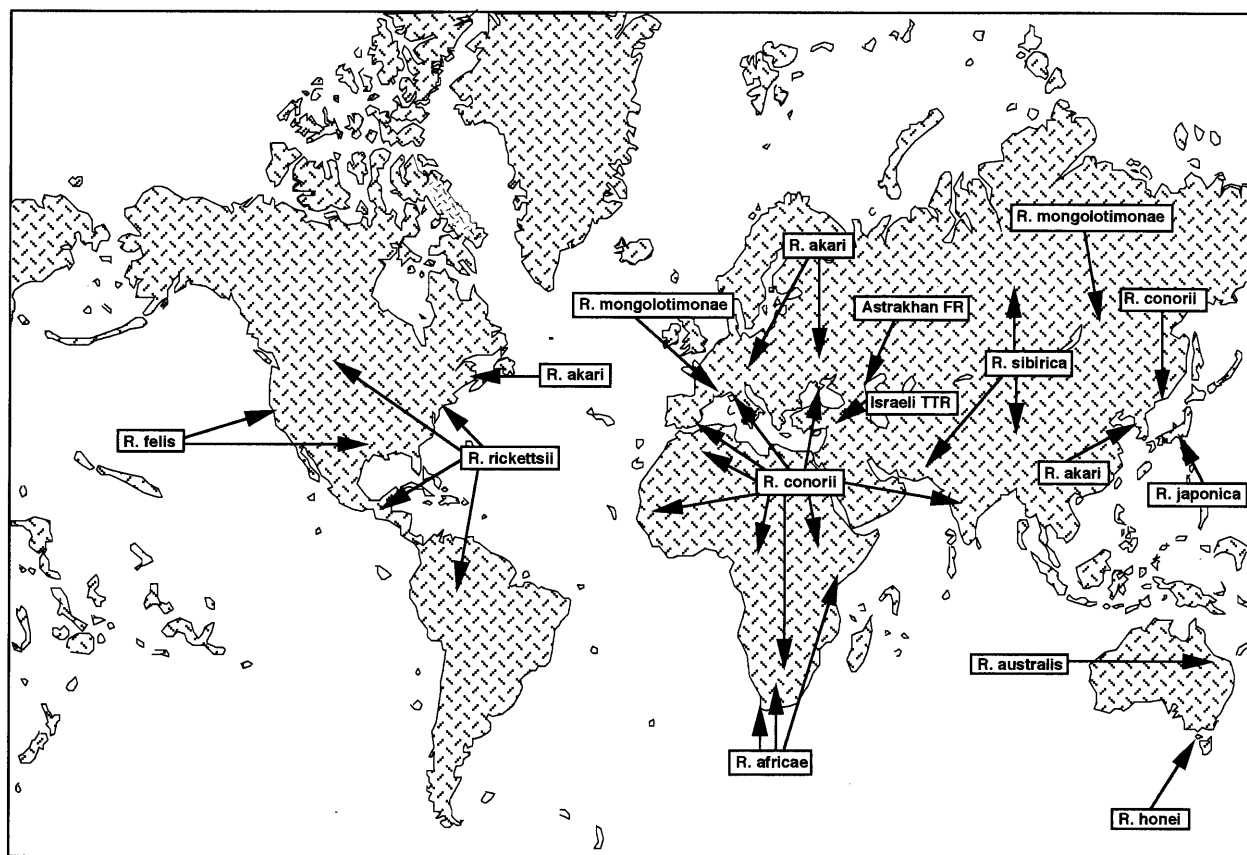 R. mongolotimonae
R. akari
R. mongolotimonae
Astrakhan FR
R. conorii
R. akari
R. sibirica
Israeli TTR
R. felis
R. rickettsii
R. conorii
R. akari
R. japonica
R. australis
R. africae
R. honei